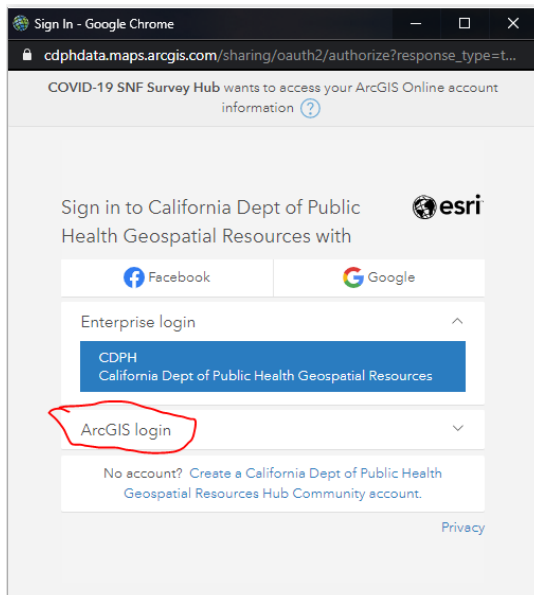 Sign In - Google Chrome
cdphdata.maps.arcgis.com/sharing/oauth2/authorize?response_type=t...
COVID-19 SNF Survey Hub wants to access your ArcGIS Online account
information ?
esri
Sign in to California Dept of Public
Health Geospatial Resources with
Facebook
Google
Enterprise login
CDPH
California Dept of Public Health Geospatial Resources
ArcGIS login
No account? Create a California Dept of Public Health
Geospatial Resources Hub Community account.
Privacy